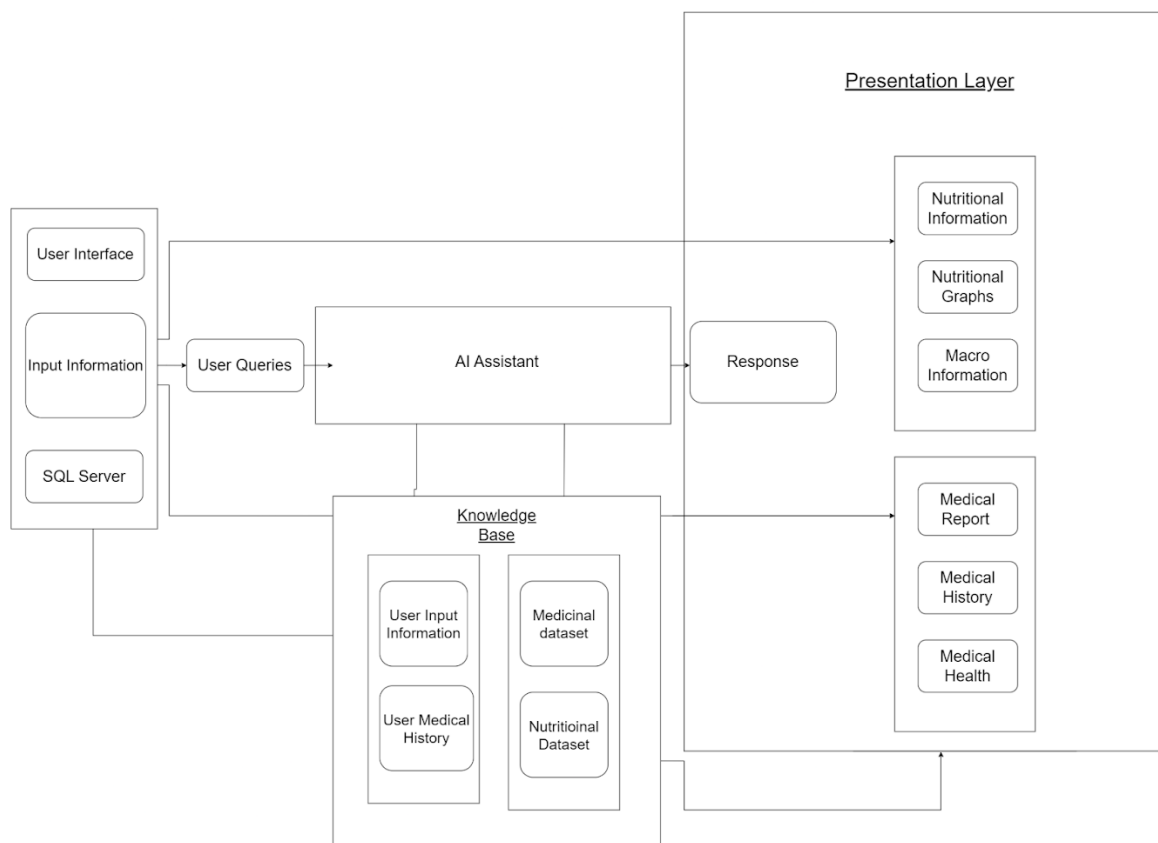 Presentation Layer
User Interface
Input Information
SQL Server
User Queries
AI Assistant
Response
Nutritional
Information
Nutritional
Graphs
Macro
Information
Knowledge
Base
User Input
Information
User Medical
History
Medicinal
dataset
Nutritioinal
Dataset
Medical
Report
Medical
History
Medical
Health